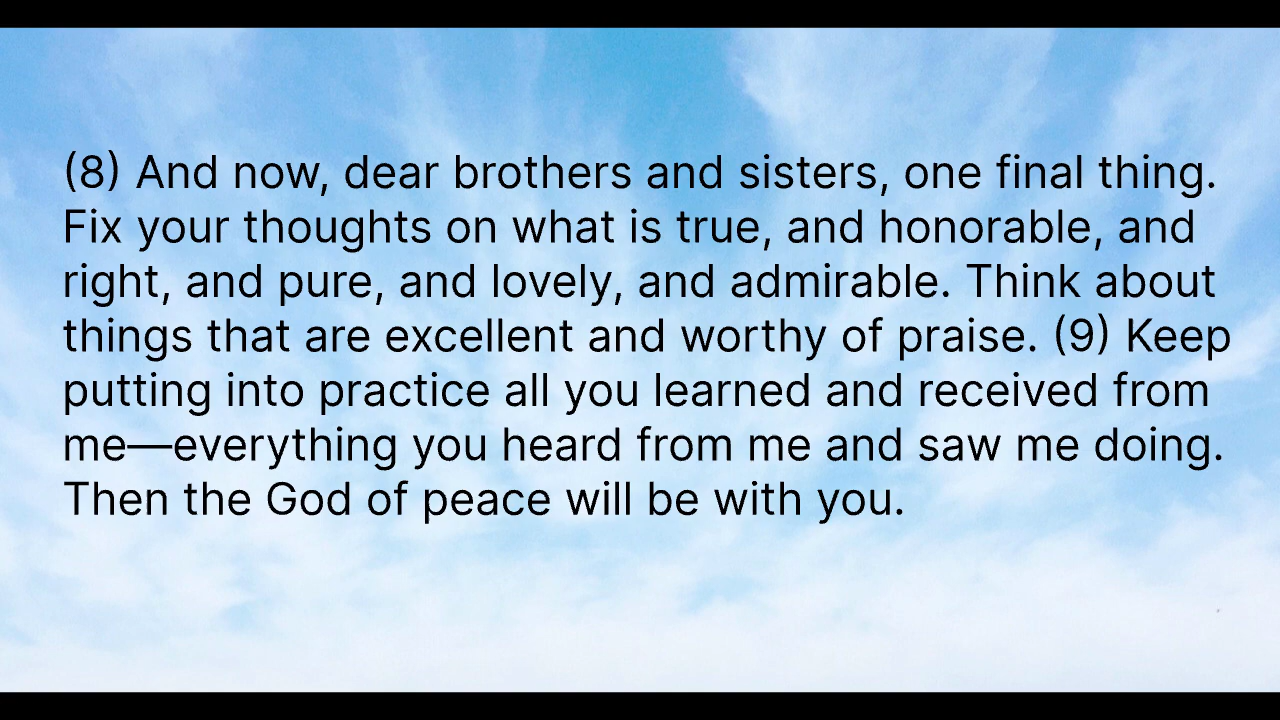 (8) And now, dear brothers and sisters, one final thing.
Fix your thoughts on what is true, and honorable, and
right, and pure, and lovely, and admirable. Think about
things that are excellent and worthy of praise. (9) Keep
putting into practice all you learned and received from
me—everything you heard from me and saw me doing.
Then the God of peace will be with you.